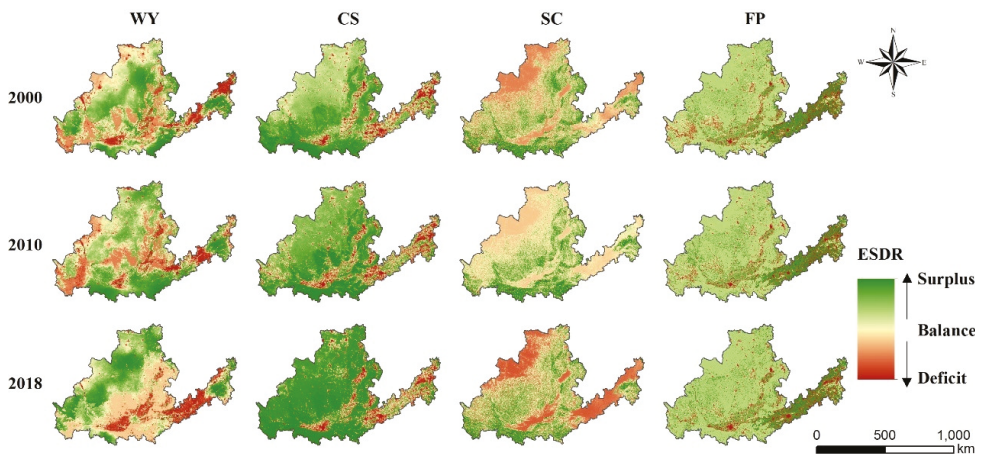 WY CS SC FP
N
W E
S
2000
2010
ESDR
Surplus
Balance
Deficit
2018
0 500 1,000
km